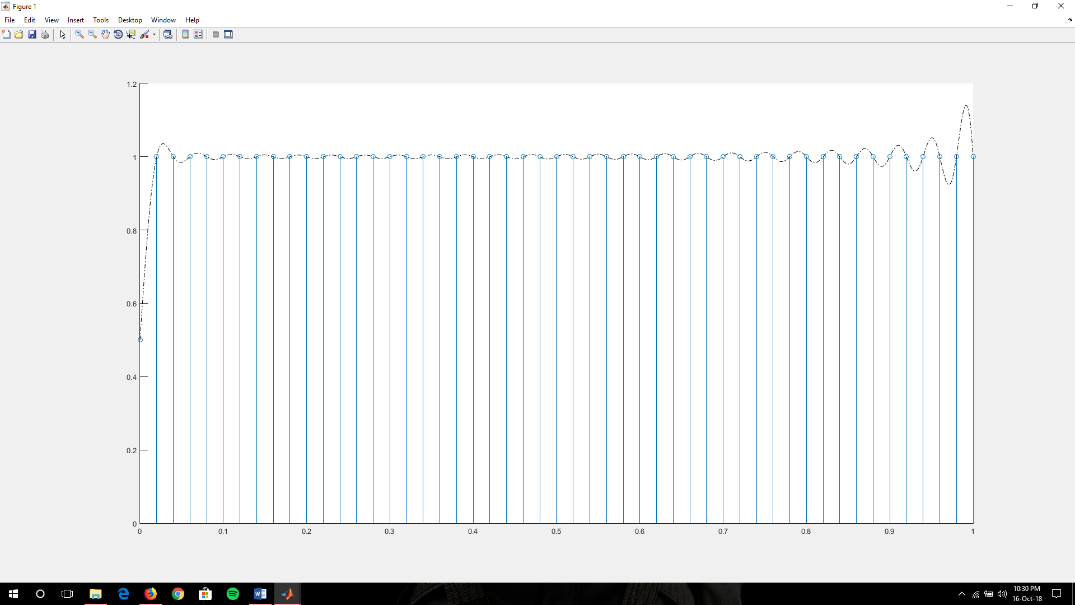 Figure 1
File Edit View Insert Tools Desktop Window Help
1.2
1
0.8
0.6
0.4
0.2
0
0 0.1 0.2 0.3 0.4 0.5 0.6 0.7 0.8 0.9 1
10:30 PM
16-Oct-18